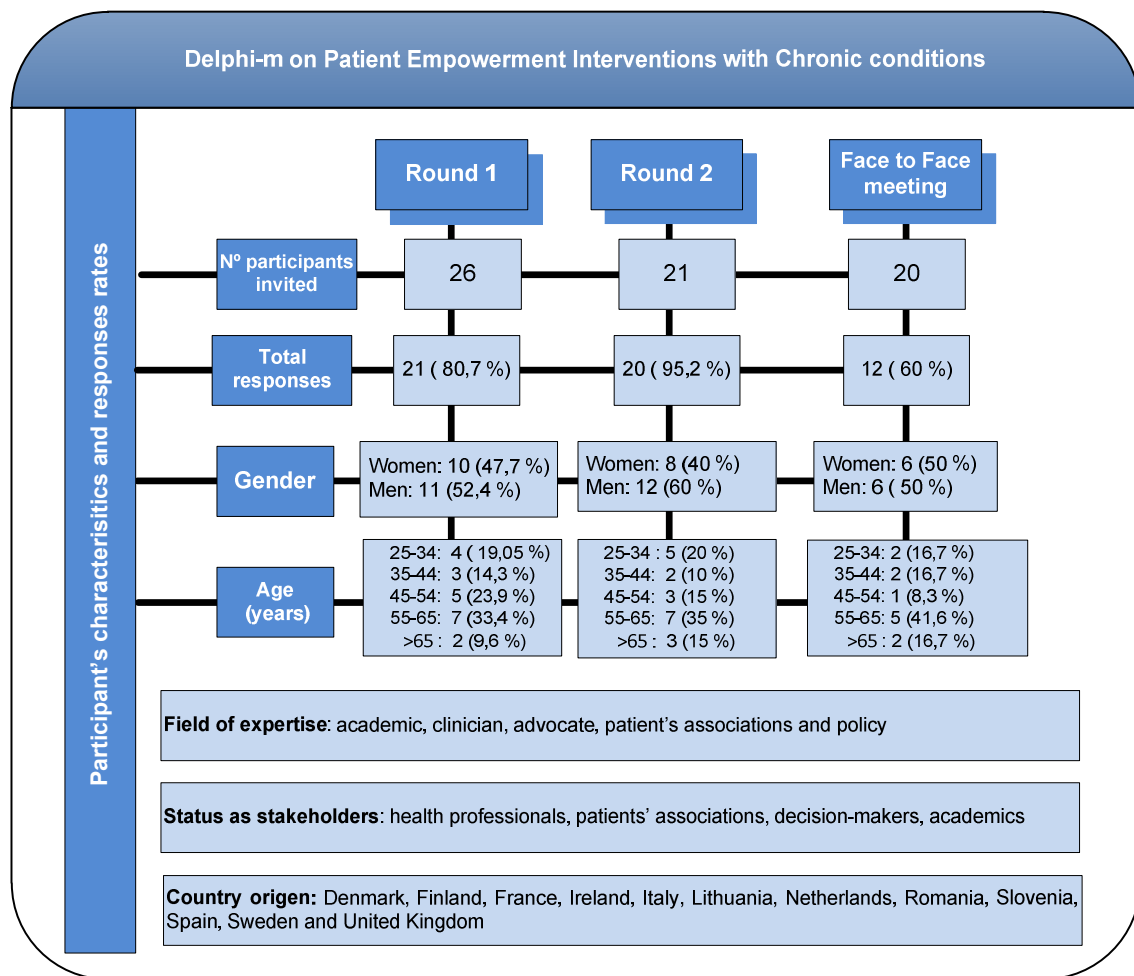 Delphi-m on Patient Empowerment Interventions with Chronic conditions
Participant's characterisitics and responses rates
Round 1
Round 2
Face to Face
meeting
Nº participants
invited
26
21
20
Total
responses
21 ( 80,7 %)
20 ( 95,2 %)
12 ( 60 %)
Gender
Women: 10 (47,7 %)
Men: 11 (52,4 %)
Women: 8 (40 %)
Men: 12 (60 %)
Women: 6 (50 %)
Men: 6 ( 50 %)
Age
(years)
25-34: 4 ( 19,05 %)
35-44: 3 (14,3 %)
45-54: 5 (23,9 %)
55-65: 7 (33,4 %)
>65 : 2 (9,6 %)
25-34 : 5 (20 %)
35-44: 2 (10 %)
45-54: 3 (15 %)
55-65: 7 (35 %)
>65 : 3 (15 %)
25-34: 2 (16,7 %)
35-44: 2 (16,7 %)
45-54: 1 (8,3 %)
55-65: 5 (41,6 %)
>65 : 2 (16,7 %)
Field of expertise: academic, clinician, advocate, patient's associations and policy
Status as stakeholders: health professionals, patients' associations, decision-makers, academics
Country origen: Denmark, Finland, France, Ireland, Italy, Lithuania, Netherlands, Romania, Slovenia,
Spain, Sweden and United Kingdom